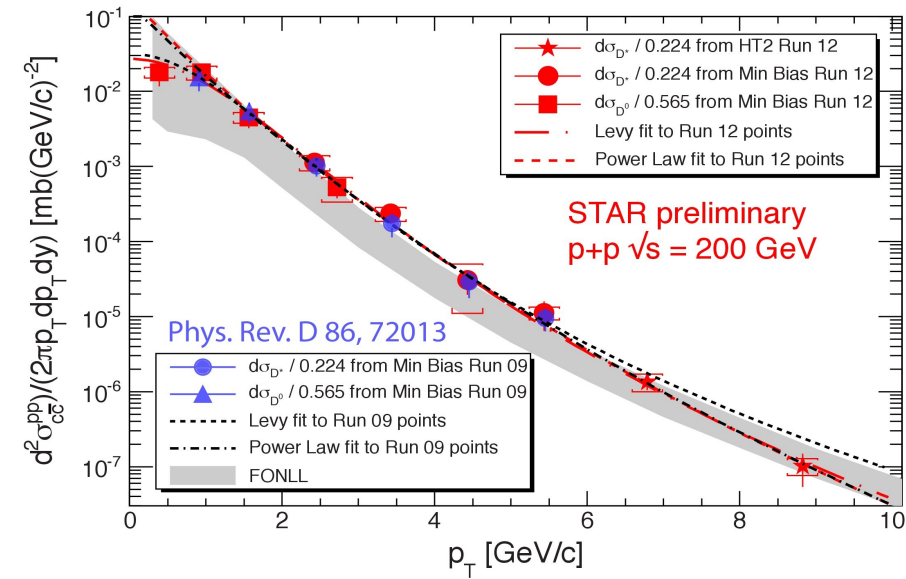 10⁻¹
10⁻²
10⁻³
10⁻⁴
10⁻⁵
10⁻⁶
10⁻⁷
d²σ^pp_cc̅/(2πp_T dp_T dy) [mb(GeV/c)⁻²]
dσ_D* / 0.224 from HT2 Run 12
dσ_D* / 0.224 from Min Bias Run 12
dσ_D⁰ / 0.565 from Min Bias Run 12
Levy fit to Run 12 points
Power Law fit to Run 12 points
STAR preliminary
p+p √s = 200 GeV
Phys. Rev. D 86, 72013
dσ_D* / 0.224 from Min Bias Run 09
dσ_D⁰ / 0.565 from Min Bias Run 09
Levy fit to Run 09 points
Power Law fit to Run 09 points
FONLL
0 2 4 6 8 10
p_T [GeV/c]